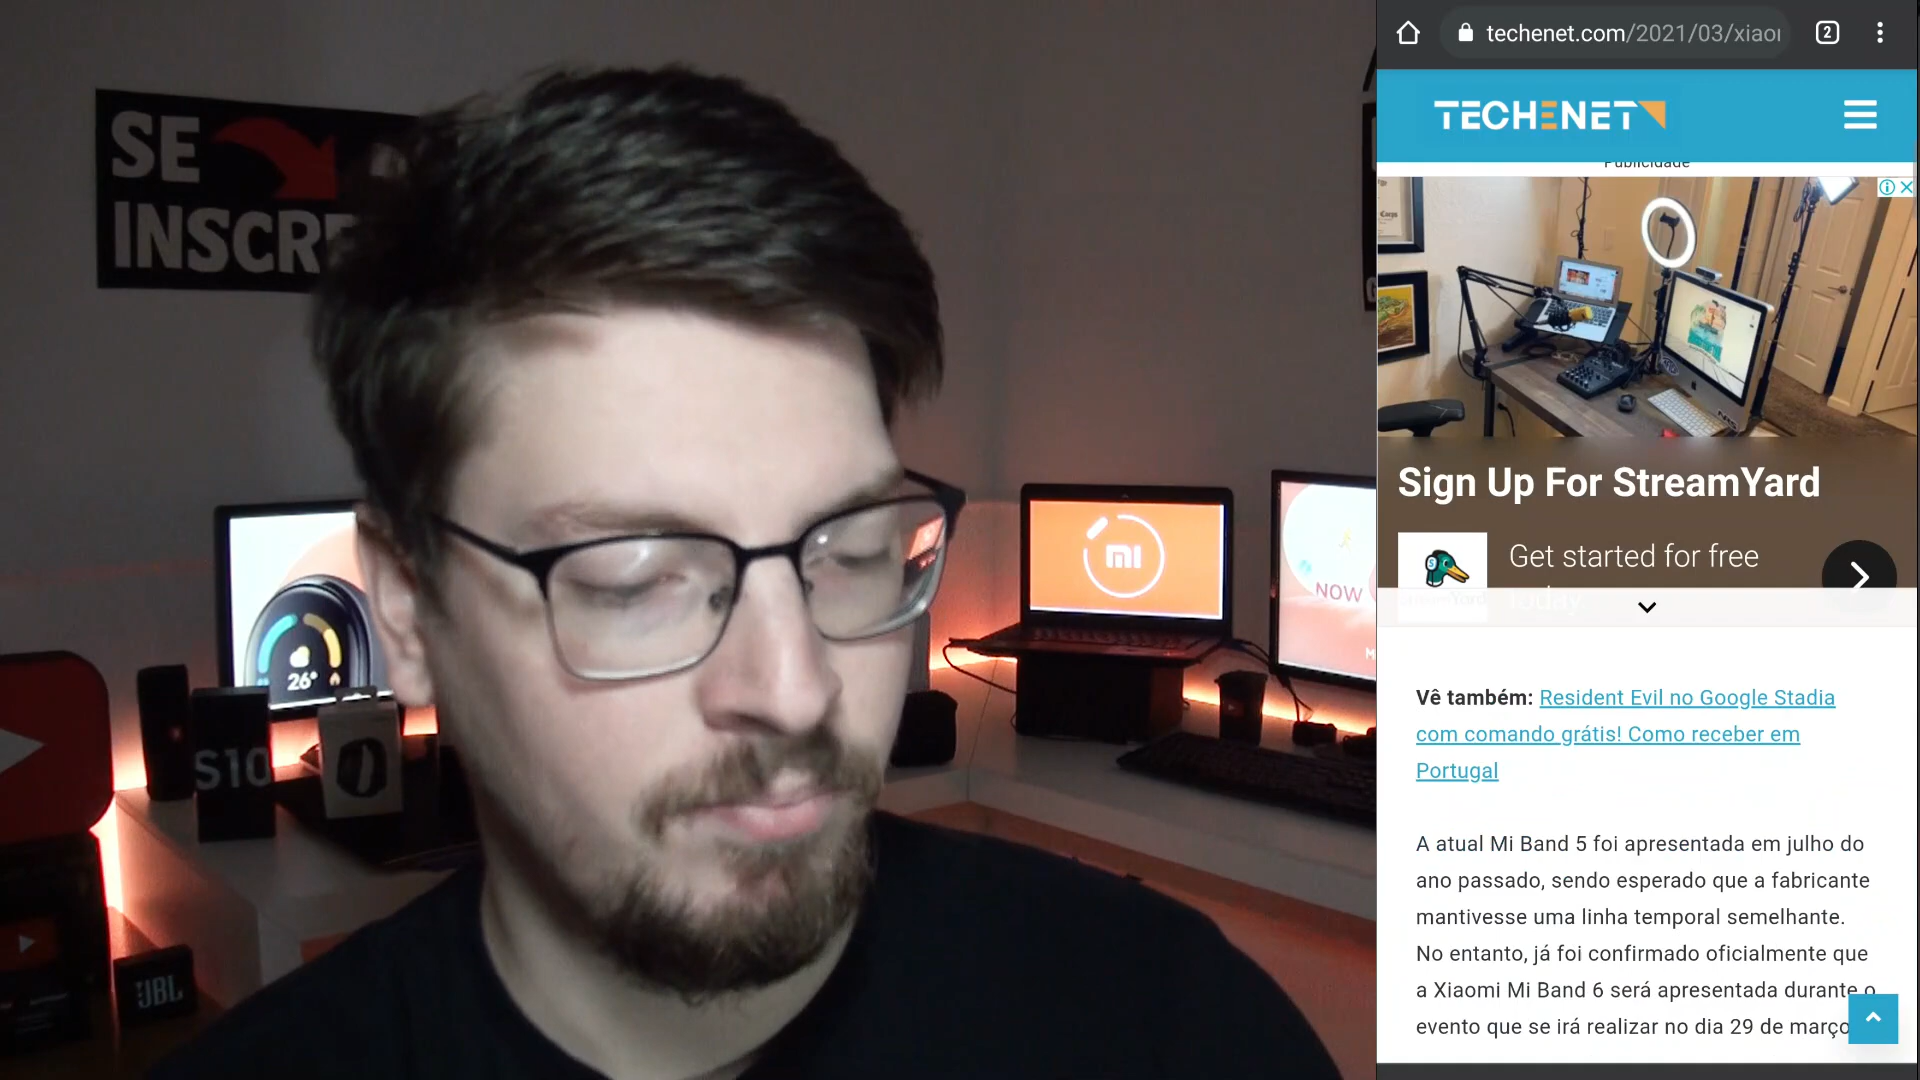 SE
INSCRE
26°
S10
JBL
mi
NOW
techenet.com/2021/03/xiaor
2
TECHENET
Publicidade
Sign Up For StreamYard
Get started for free
today.
Vê também: Resident Evil no Google Stadia
com comando grátis! Como receber em
Portugal
A atual Mi Band 5 foi apresentada em julho do
ano passado, sendo esperado que a fabricante
mantivesse uma linha temporal semelhante.
No entanto, já foi confirmado oficialmente que
a Xiaomi Mi Band 6 será apresentada durante o
evento que se irá realizar no dia 29 de março